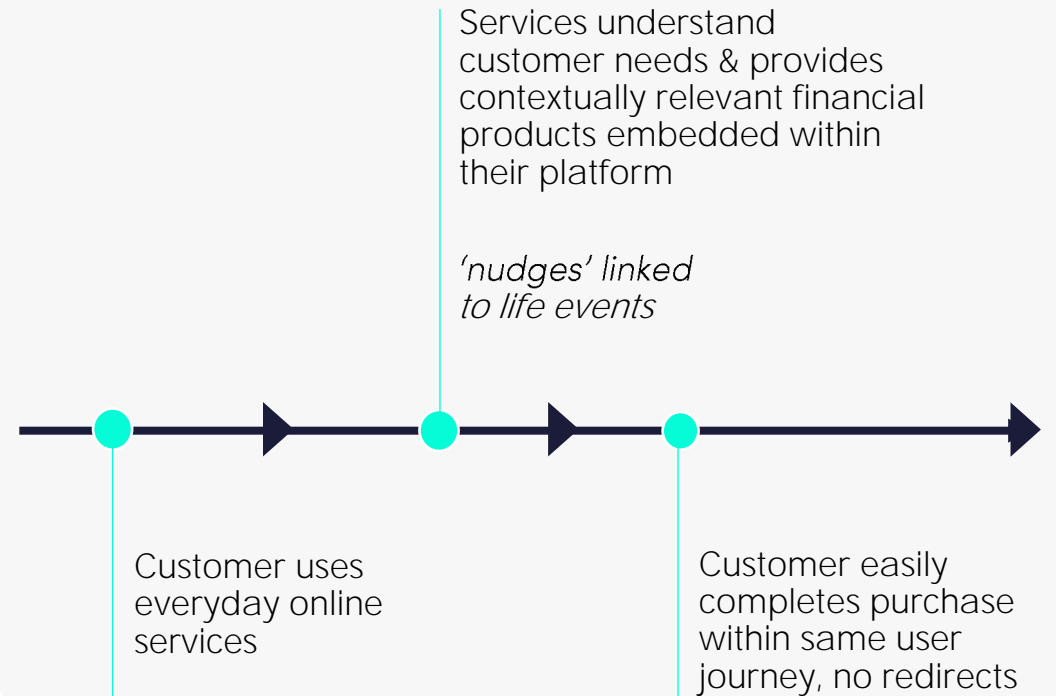 Services understand
customer needs & provides
contextually relevant financial
products embedded within
their platform
‘nudges’ linked
to life events
Customer uses
everyday online
services
Customer easily
completes purchase
within same user
journey, no redirects